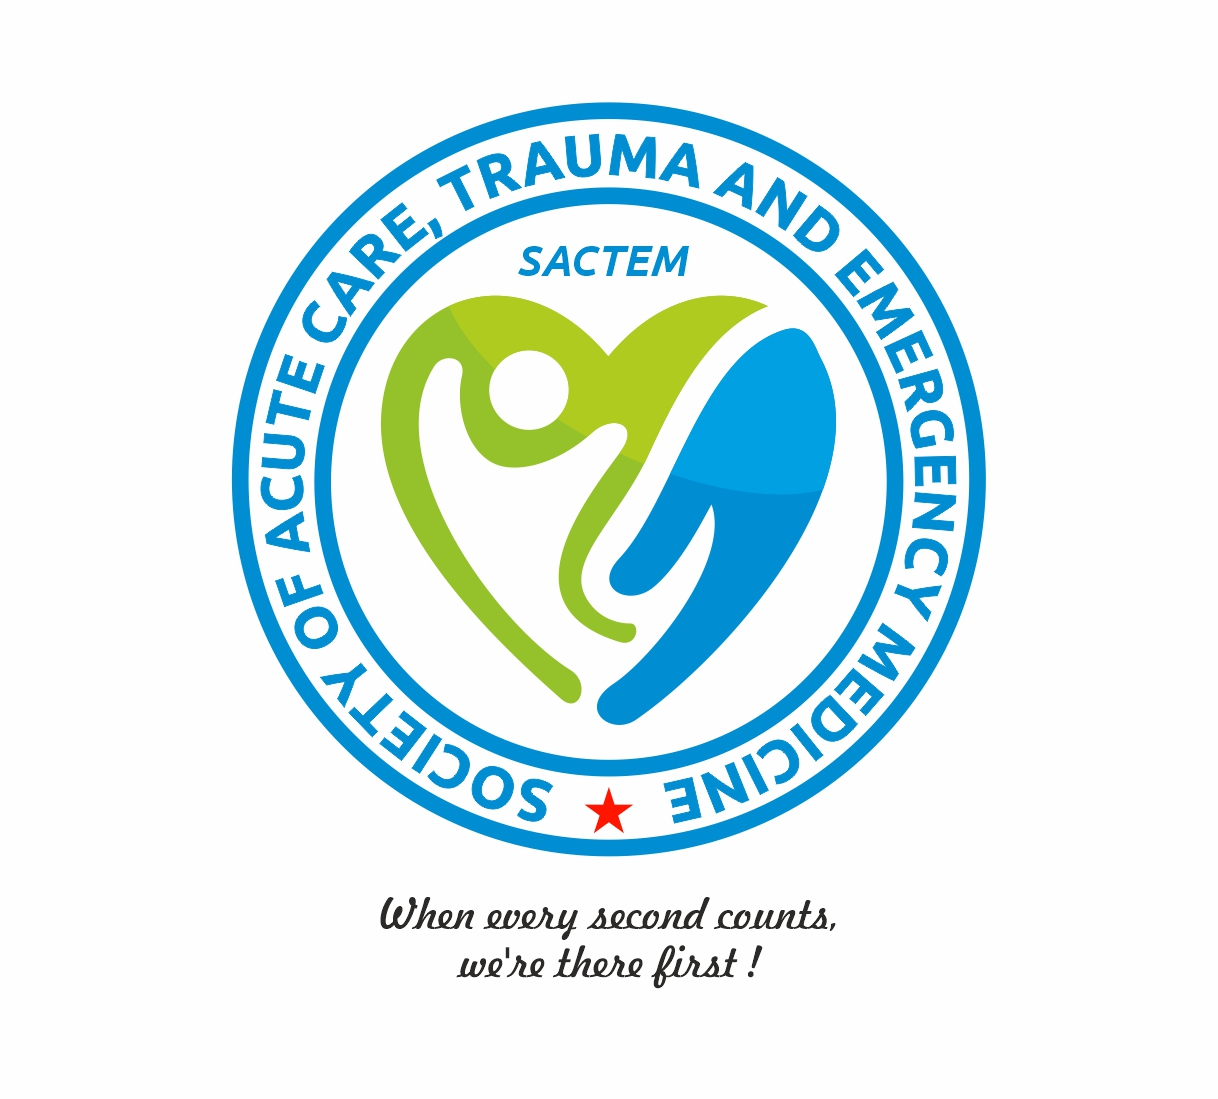 SOCIETY OF ACUTE CARE, TRAUMA AND EMERGENCY MEDICINE
SACTEM
When every second counts,
we're there first !